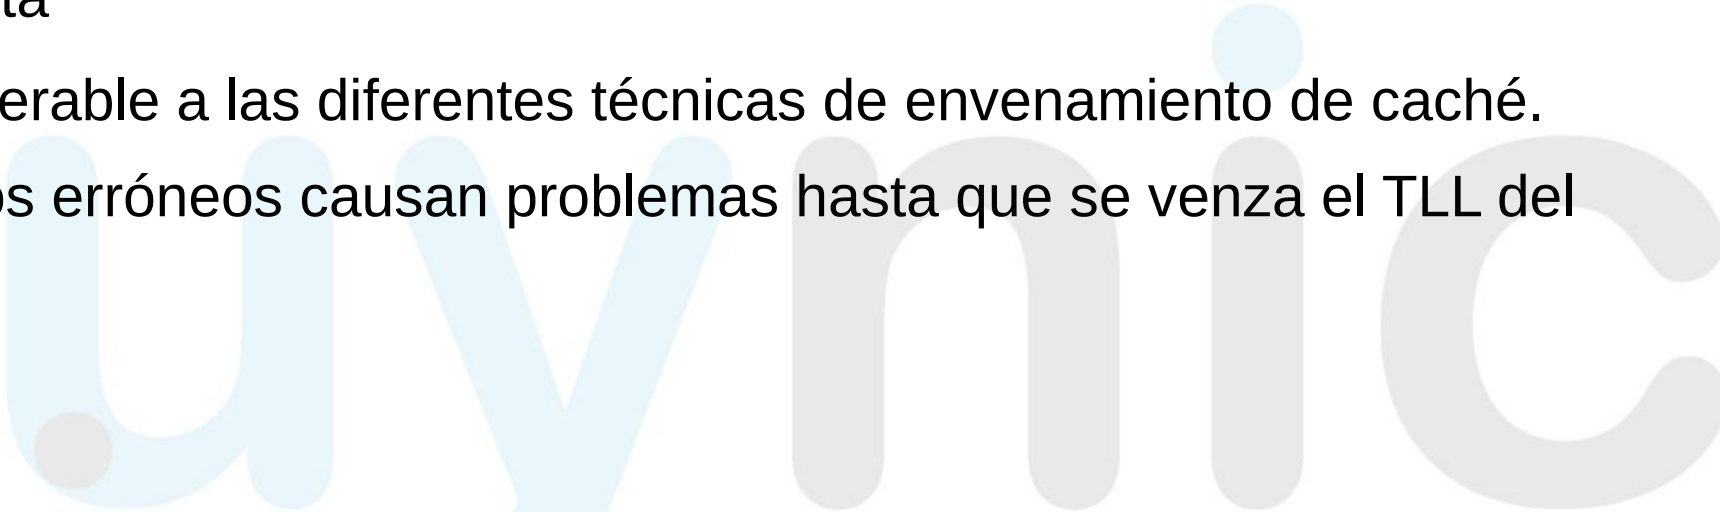 ta
erable a las diferentes técnicas de envenamiento de caché.
os erróneos causan problemas hasta que se venza el TLL del
uynic